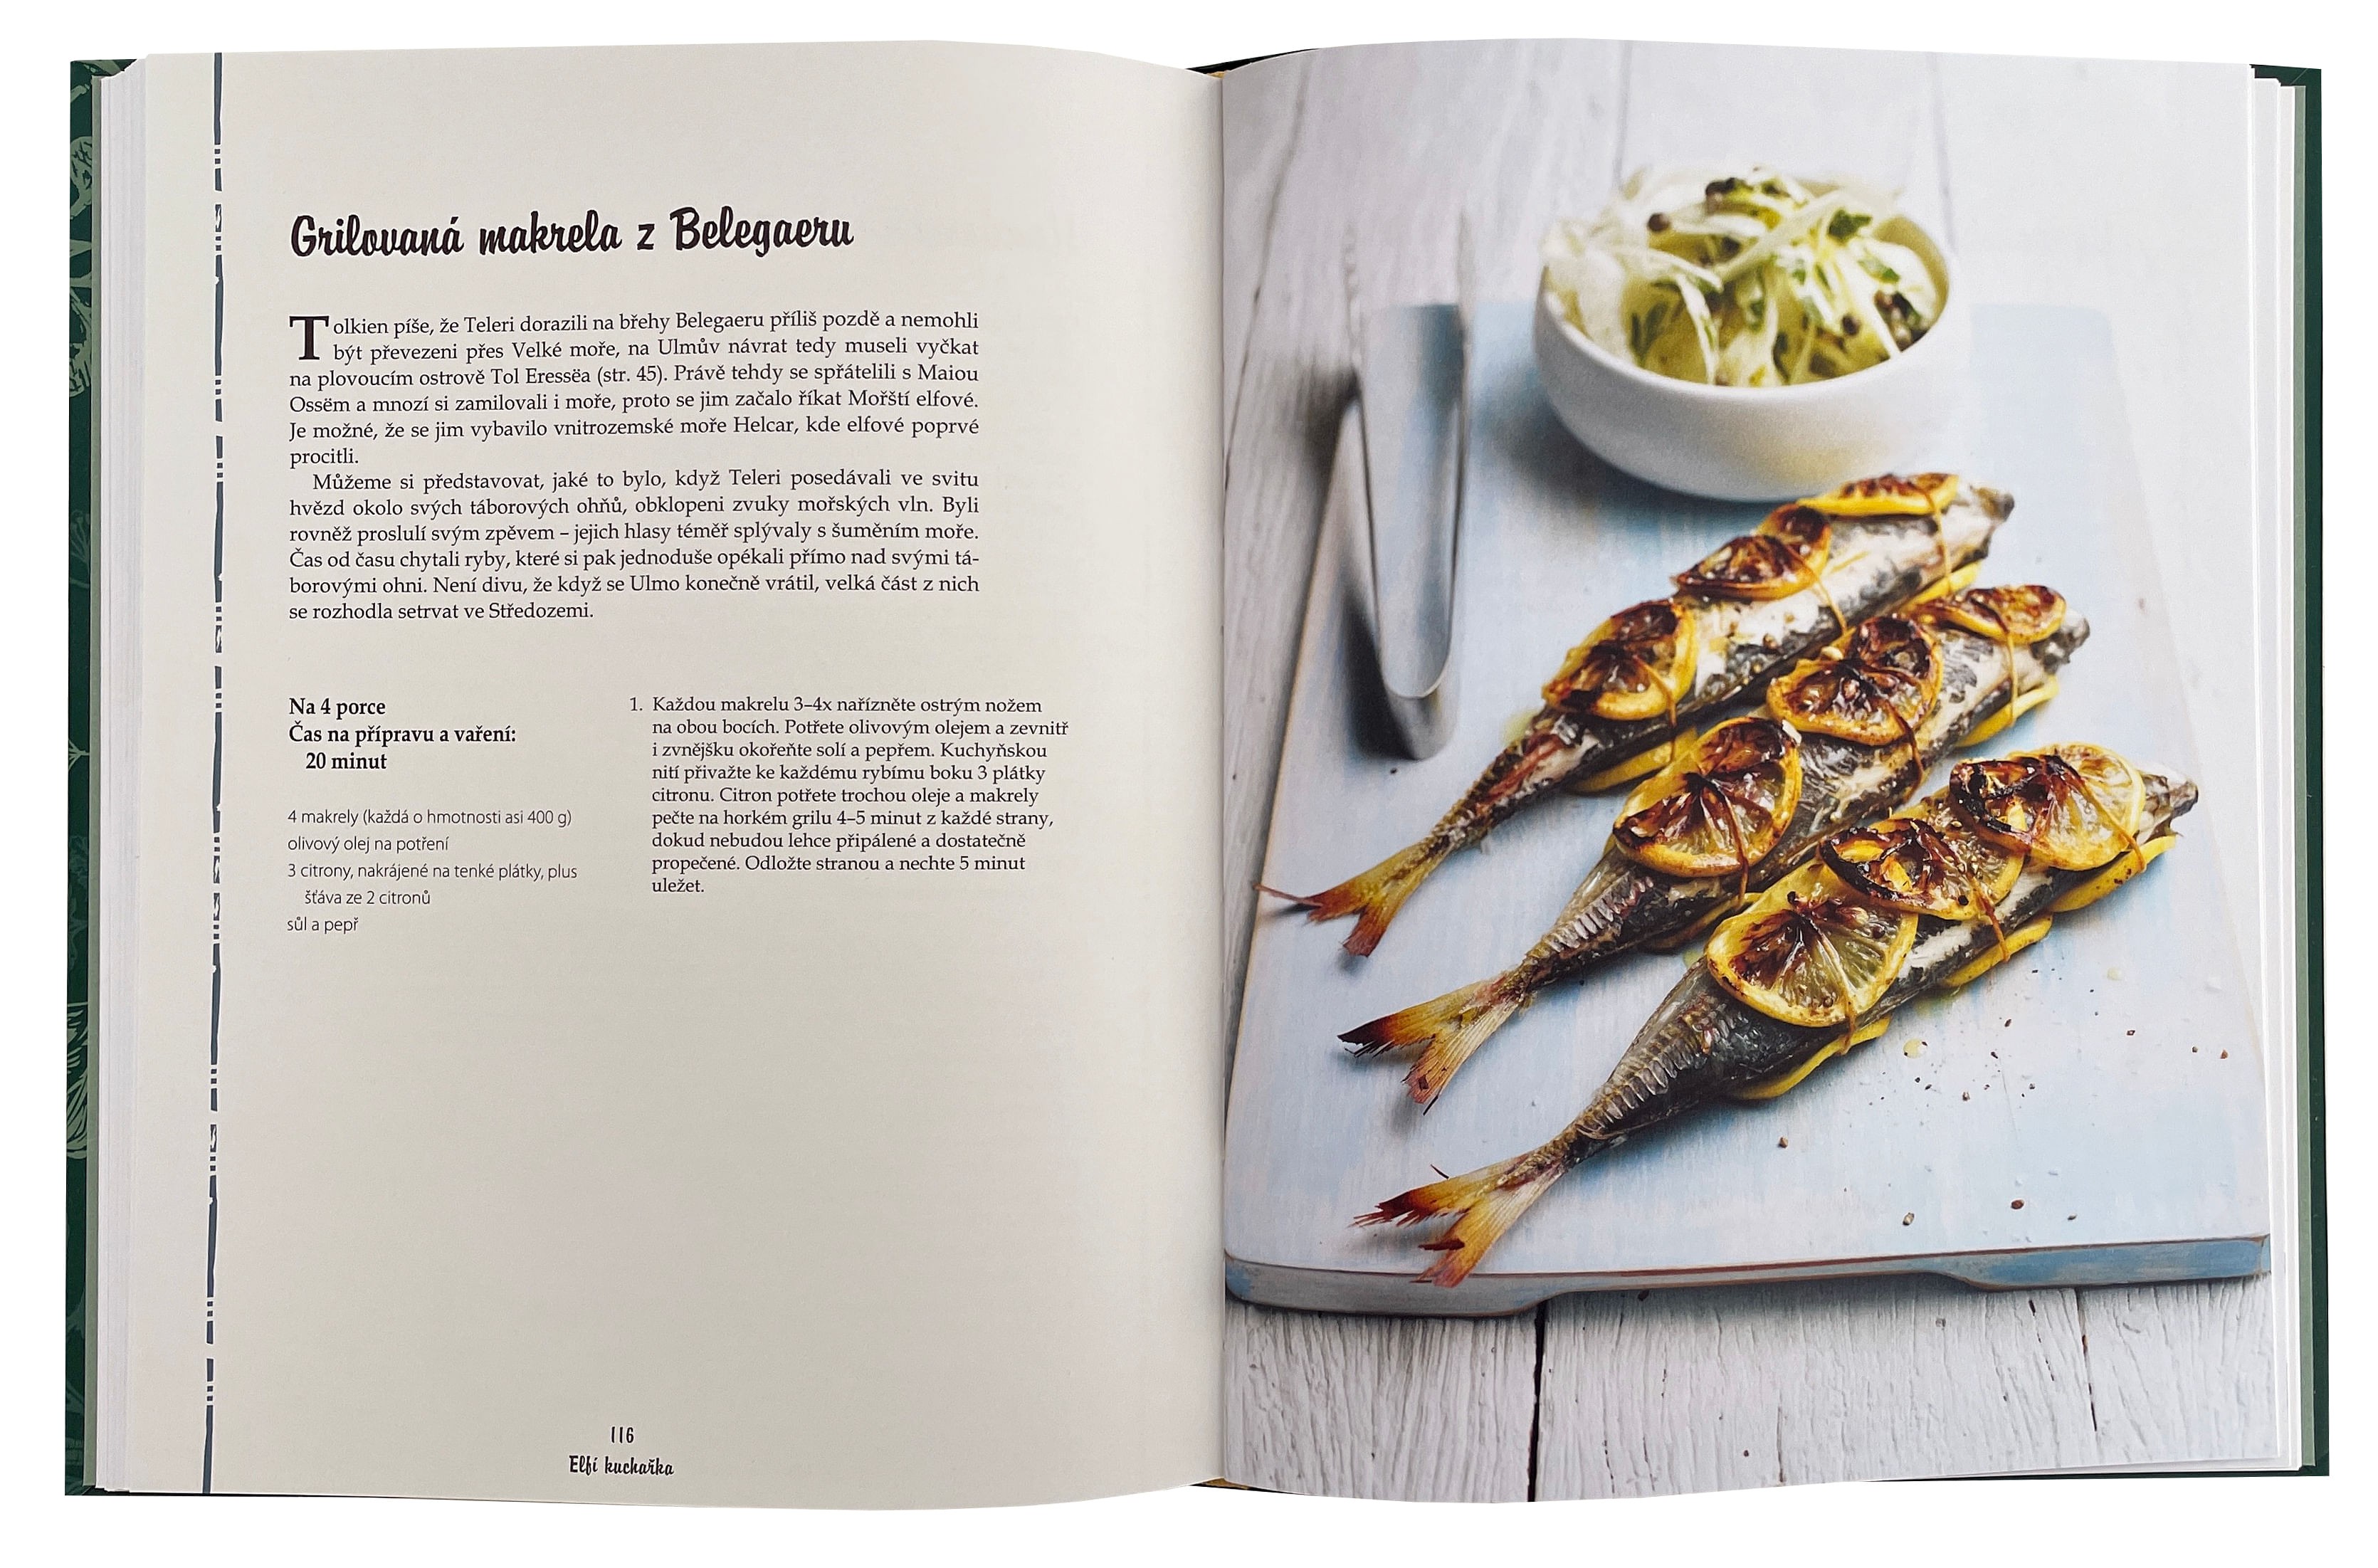 Grilovaná makrela z Belegaeru
Tolkien píše, že Teleri dorazili na břehy Belegaeru příliš pozdě a nemohli
být převezeni přes Velké moře, na Ulmův návrat tedy museli vyčkat
na plovoucím ostrově Tol Eressëa (str. 45). Právě tehdy se spřátelili s Maiou
Ossëm a mnozí si zamilovali i moře, proto se jim začalo říkat Mořští elfové.
Je možné, že se jim vybavilo vnitrozemské moře Helcar, kde elfové poprvé
procitli.
Můžeme si představovat, jaké to bylo, když Teleri posedávali ve svitu
hvězd okolo svých táborových ohňů, obklopeni zvuky mořských vln. Byli
rovněž proslulí svým zpěvem – jejich hlasy téměř splývaly s šuměním moře.
Čas od času chytali ryby, které si pak jednoduše opékali přímo nad svými tá-
borovými ohni. Není divu, že když se Ulmo konečně vrátil, velká část z nich
se rozhodla setrvat ve Středozemi.
Na 4 porce
Čas na přípravu a vaření:
20 minut
4 makrely (každá o hmotnosti asi 400 g)
olivový olej na potření
3 citrony, nakrájené na tenké plátky, plus
šťáva ze 2 citronů
sůl a pepř
1. Každou makrelu 3–4x nařízněte ostrým nožem
na obou bocích. Potřete olivovým olejem a zevnitř
i zvnějšku okořeňte solí a pepřem. Kuchyňskou
nití přivažte ke každému rybímu boku 3 plátky
citronu. Citron potřete trochou oleje a makrely
pečte na horkém grilu 4–5 minut z každé strany,
dokud nebudou lehce připálené a dostatečně
propečené. Odložte stranou a nechte 5 minut
uležet.
116
Elfí kuchařka